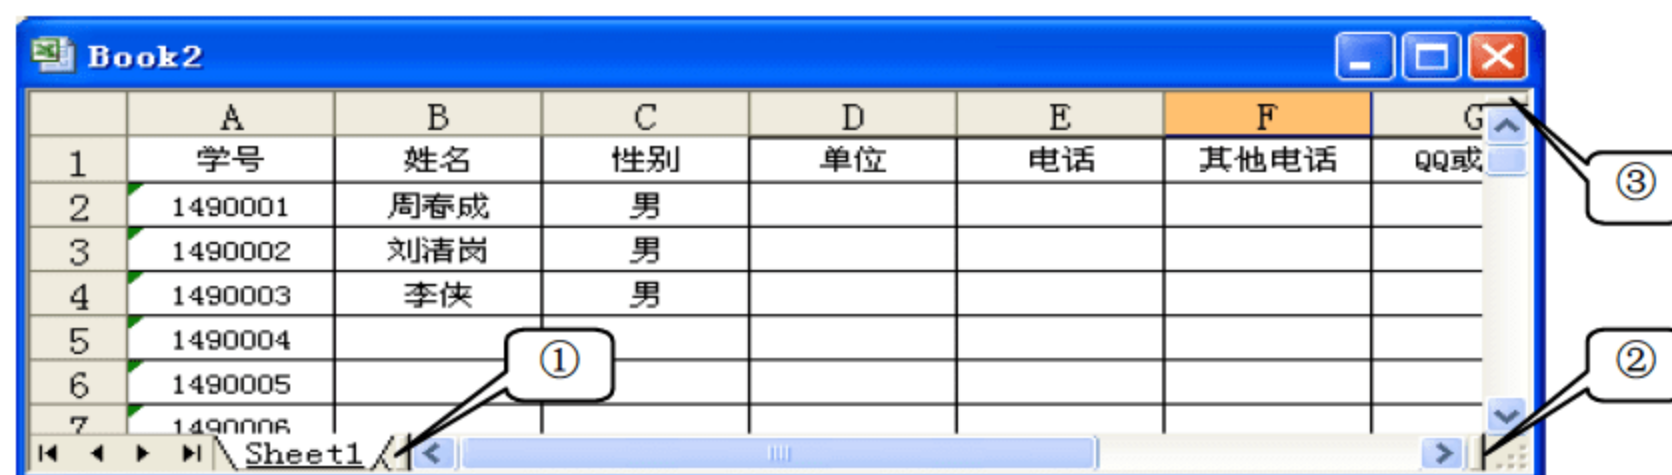 Book2
A B C D E F G
1 学号 姓名 性别 单位 电话 其他电话 QQ或
2 1490001 周春成 男
3 1490002 刘清岗 男
4 1490003 李侠 男
5 1490004
6 1490005
7 1490006
Sheet1
①
②
③